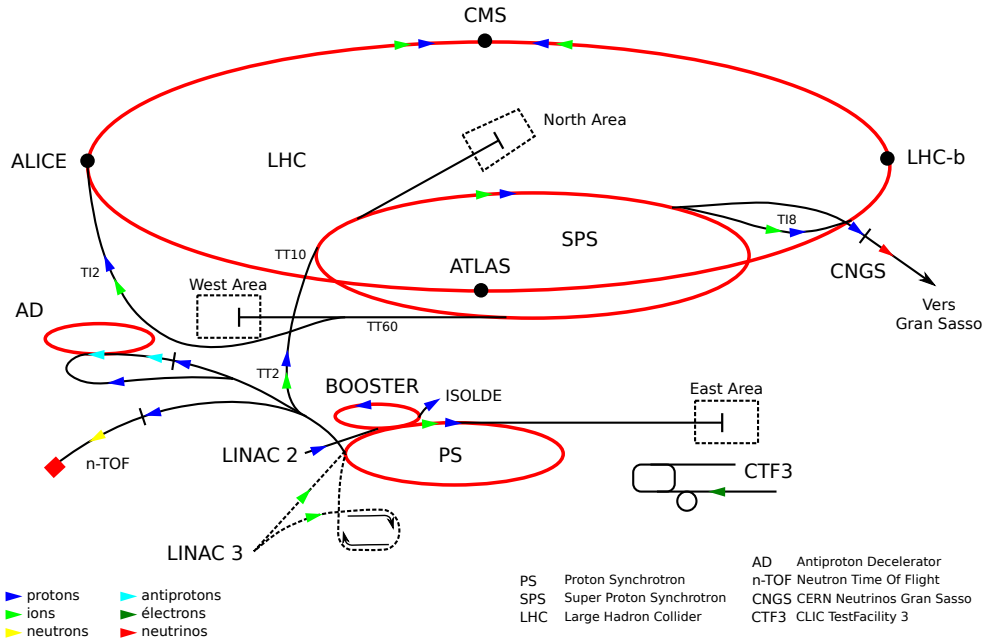 CMS
North Area
ALICE
LHC
LHC-b
TI8
SPS
TT10
ATLAS
TI2
CNGS
West Area
Vers
Gran Sasso
AD
TT60
TT2
BOOSTER
ISOLDE
East Area
LINAC 2
PS
n-TOF
CTF3
LINAC 3
protons
ions
neutrons
antiprotons
électrons
neutrinos
PS Proton Synchrotron
SPS Super Proton Synchrotron
LHC Large Hadron Collider
AD Antiproton Decelerator
n-TOF Neutron Time Of Flight
CNGS CERN Neutrinos Gran Sasso
CTF3 CLIC TestFacility 3